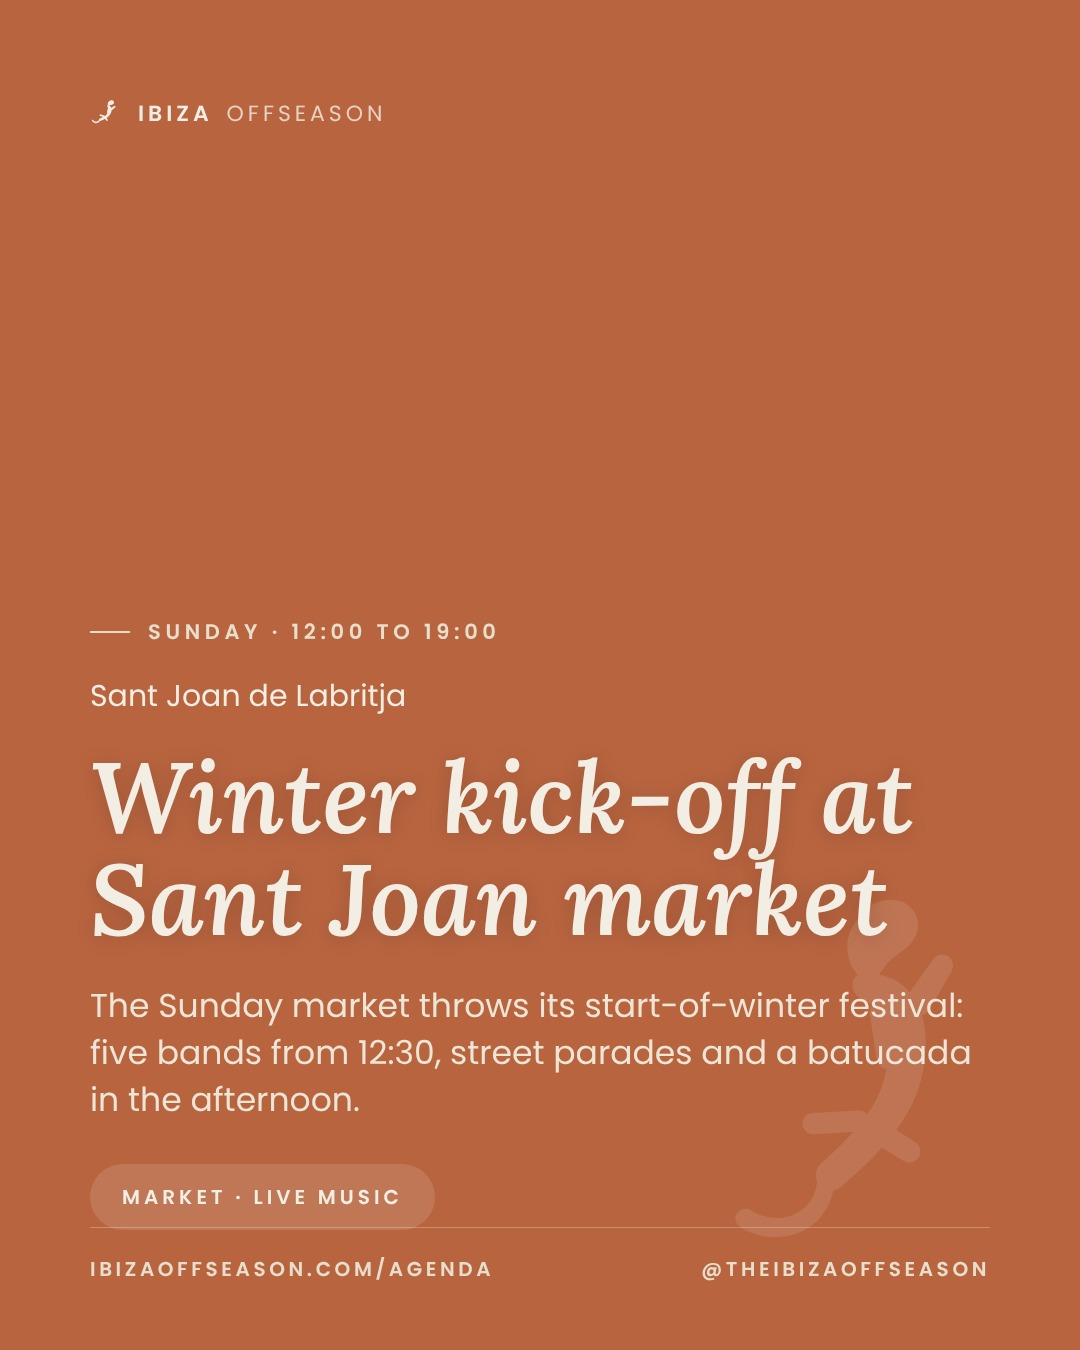 IBIZA OFFSEASON
SUNDAY · 12:00 TO 19:00
Sant Joan de Labritja
Winter kick-off at
Sant Joan market
The Sunday market throws its start-of-winter festival:
five bands from 12:30, street parades and a batucada
in the afternoon.
MARKET · LIVE MUSIC
IBIZAOFFSEASON.COM/AGENDA
@THEIBIZAOFFSEASON